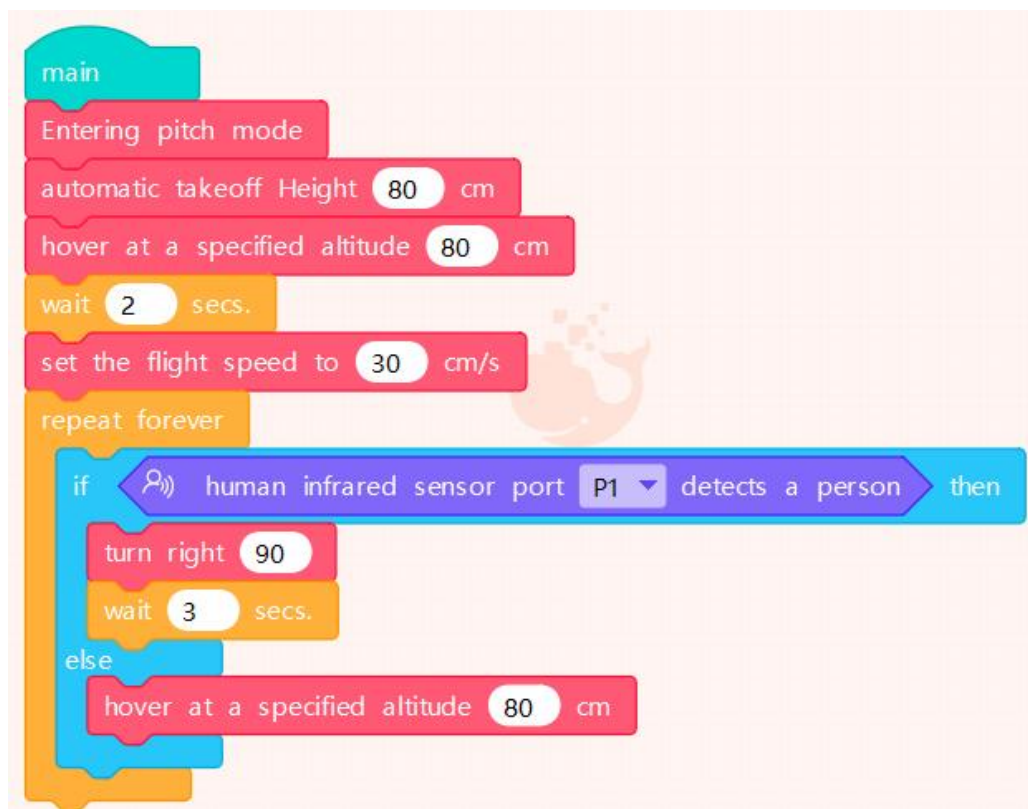 main
Entering pitch mode
automatic takeoff Height 80 cm
hover at a specified altitude 80 cm
wait 2 secs.
set the flight speed to 30 cm/s
repeat forever
if human infrared sensor port P1 detects a person then
turn right 90
wait 3 secs.
else
hover at a specified altitude 80 cm